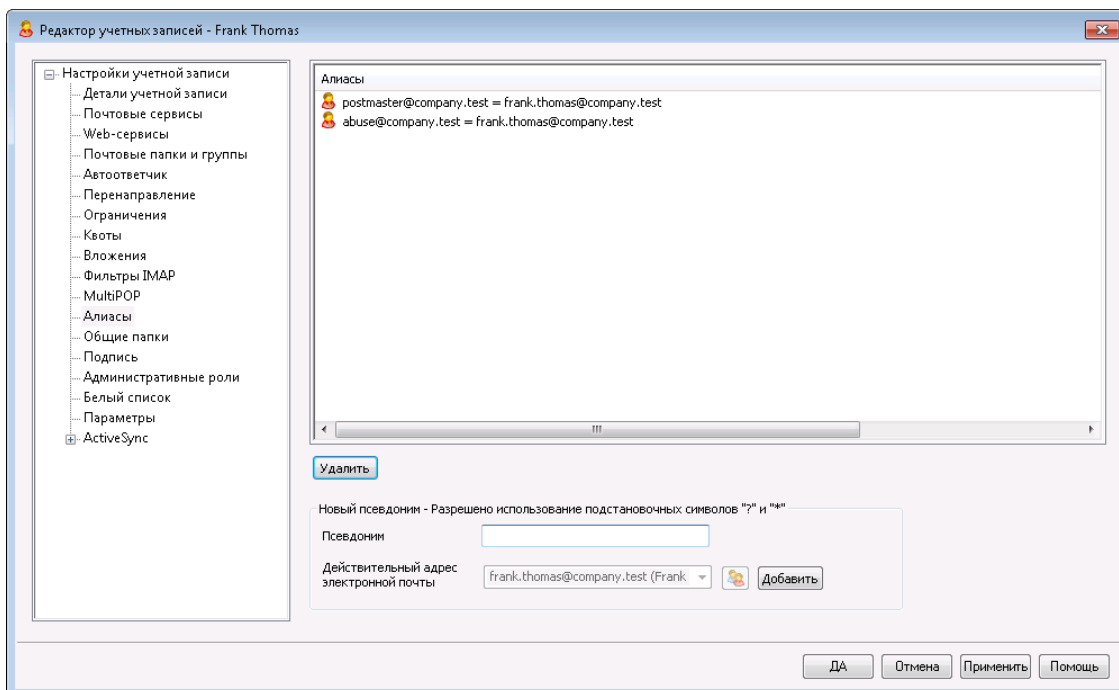 Редактор учетных записей - Frank Thomas
Настройки учетной записи
Детали учетной записи
Почтовые сервисы
Web-сервисы
Почтовые папки и группы
Автоответчик
Перенаправление
Ограничения
Квоты
Вложения
Фильтры IMAP
MultiPOP
Алиасы
Общие папки
Подпись
Административные роли
Белый список
Параметры
ActiveSync
Алиасы
postmaster@company.test = frank.thomas@company.test
abuse@company.test = frank.thomas@company.test
Удалить
Новый псевдоним - Разрешено использование подстановочных символов "?" и "*"
Псевдоним
Действительный адрес
электронной почты
frank.thomas@company.test (Frank
Добавить
ДА
Отмена
Применить
Помощь